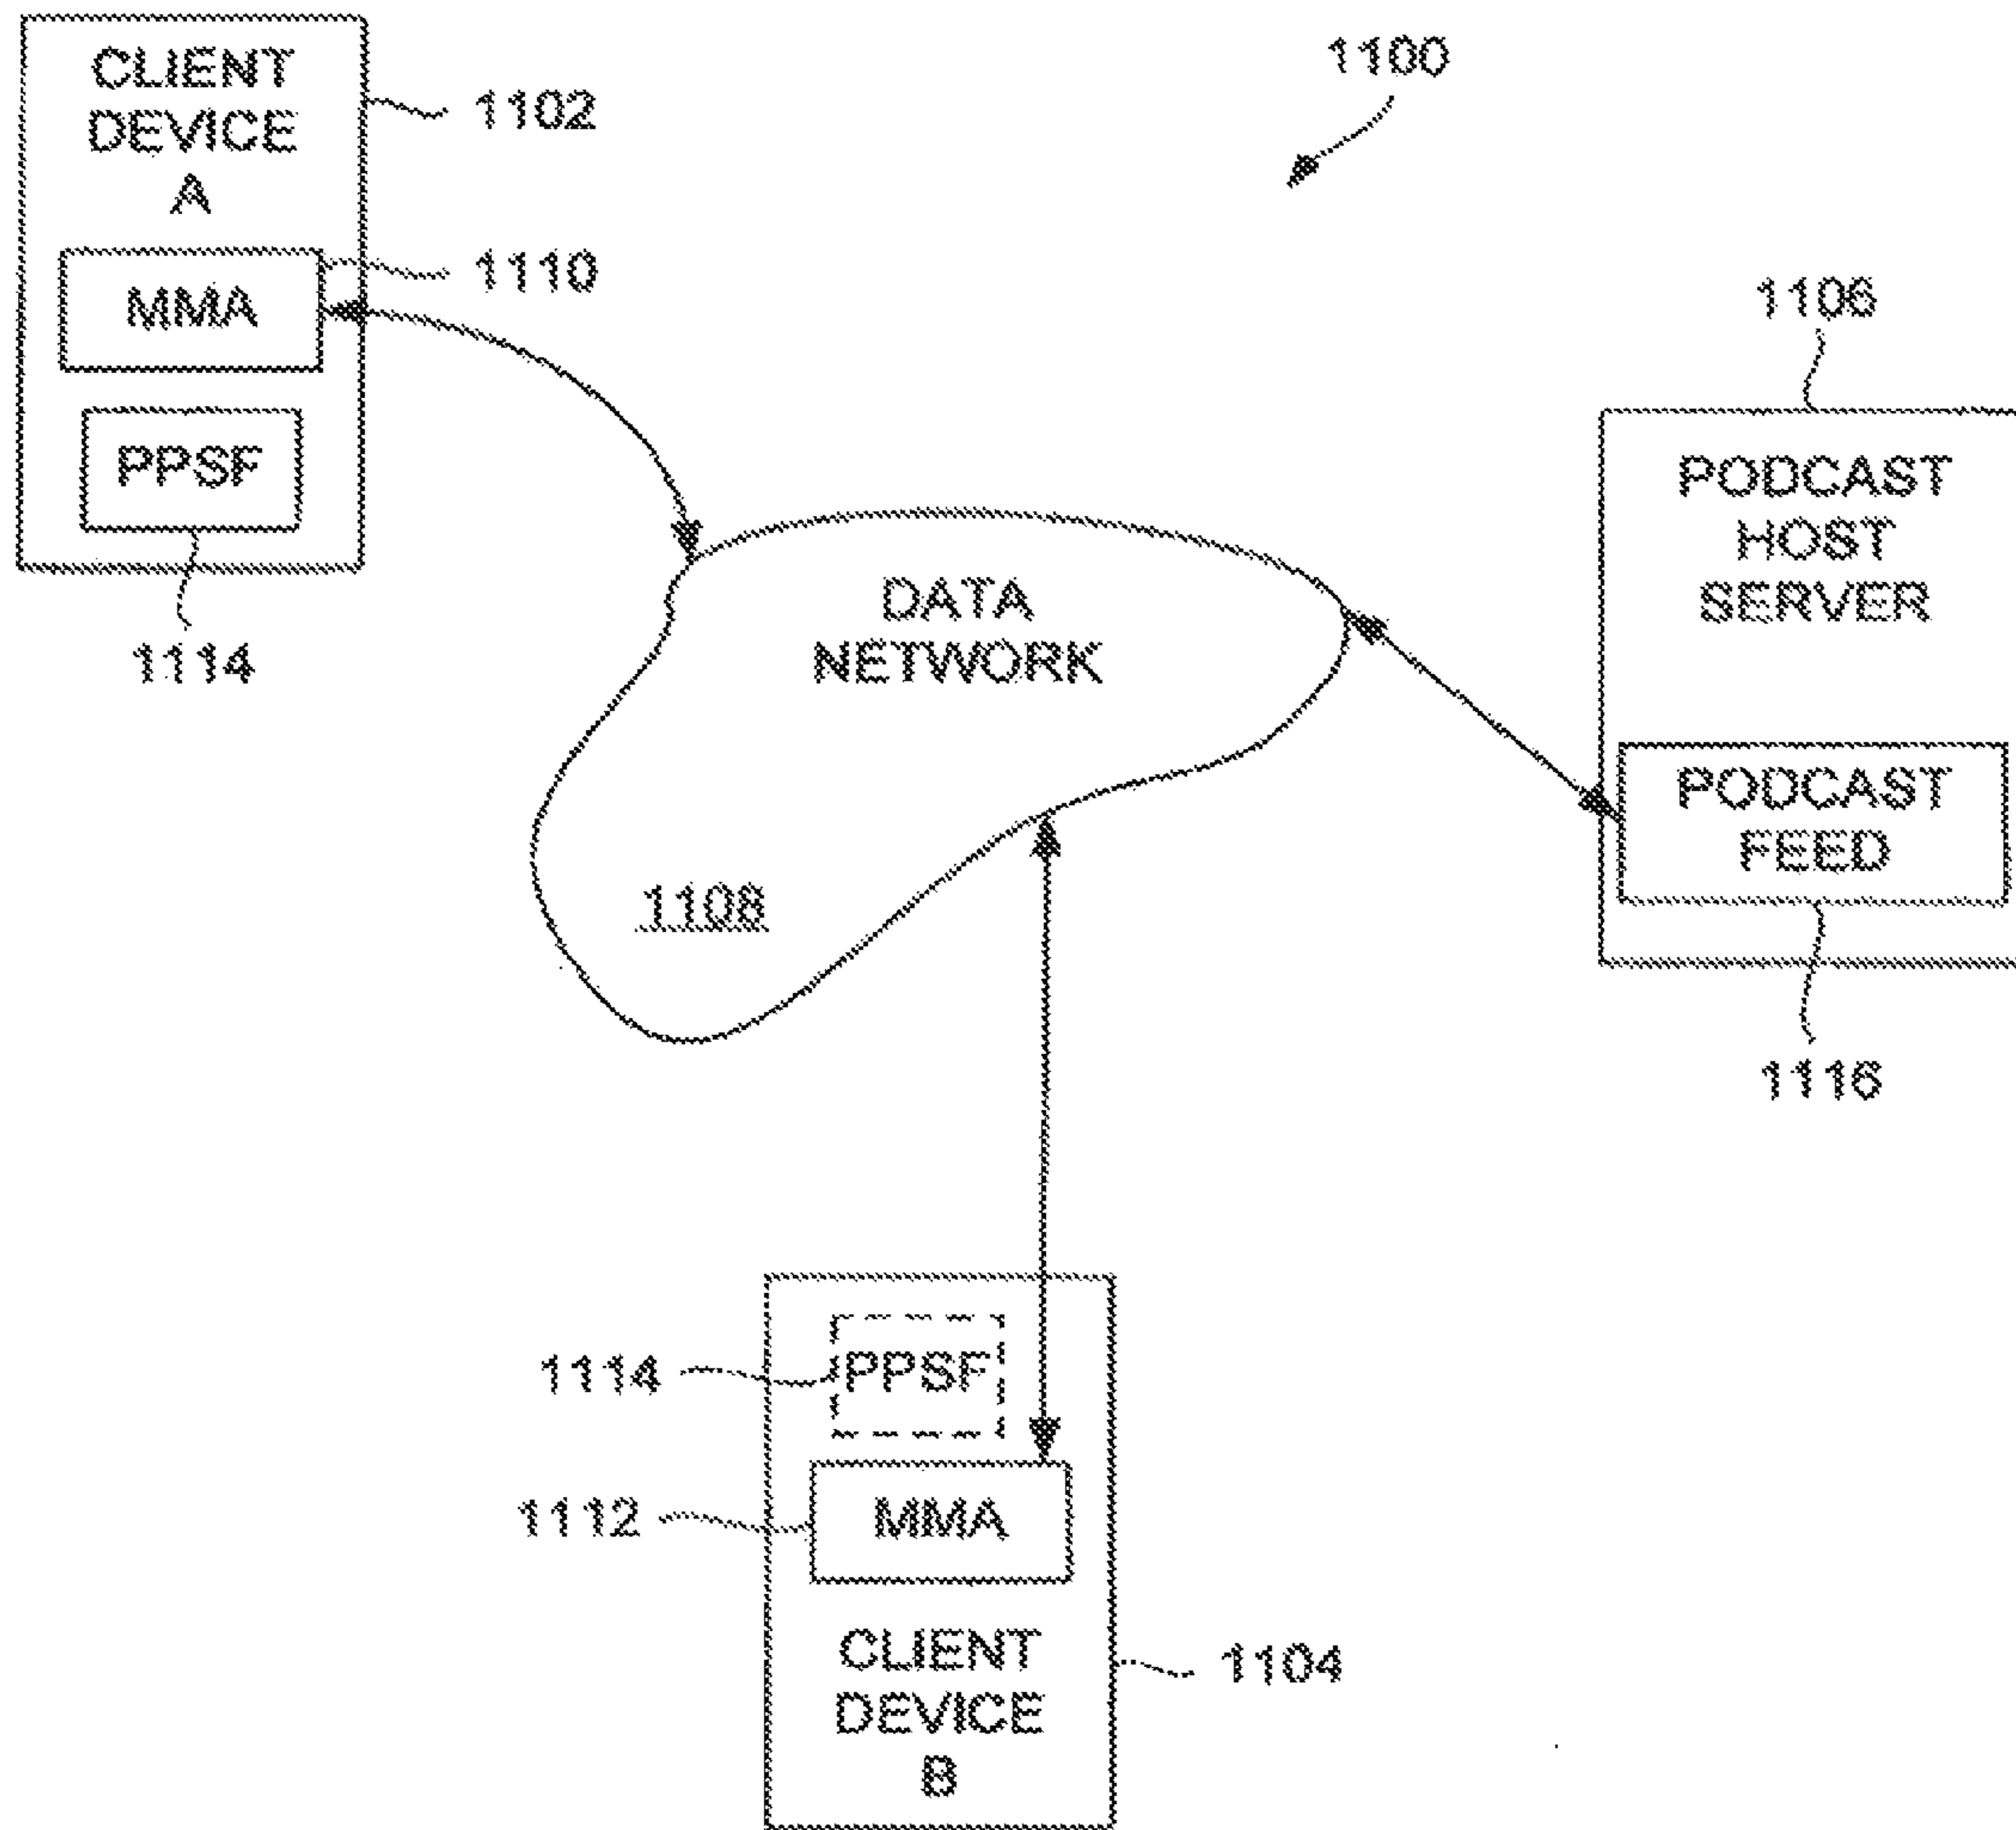 1100
CLIENT
DEVICE
A
1102
MMA
1110
PPSF
1114
1106
PODCAST
HOST
SERVER
PODCAST
FEED
1116
DATA
NETWORK
1108
1114
PPSF
1112
MMA
CLIENT
DEVICE
B
1104